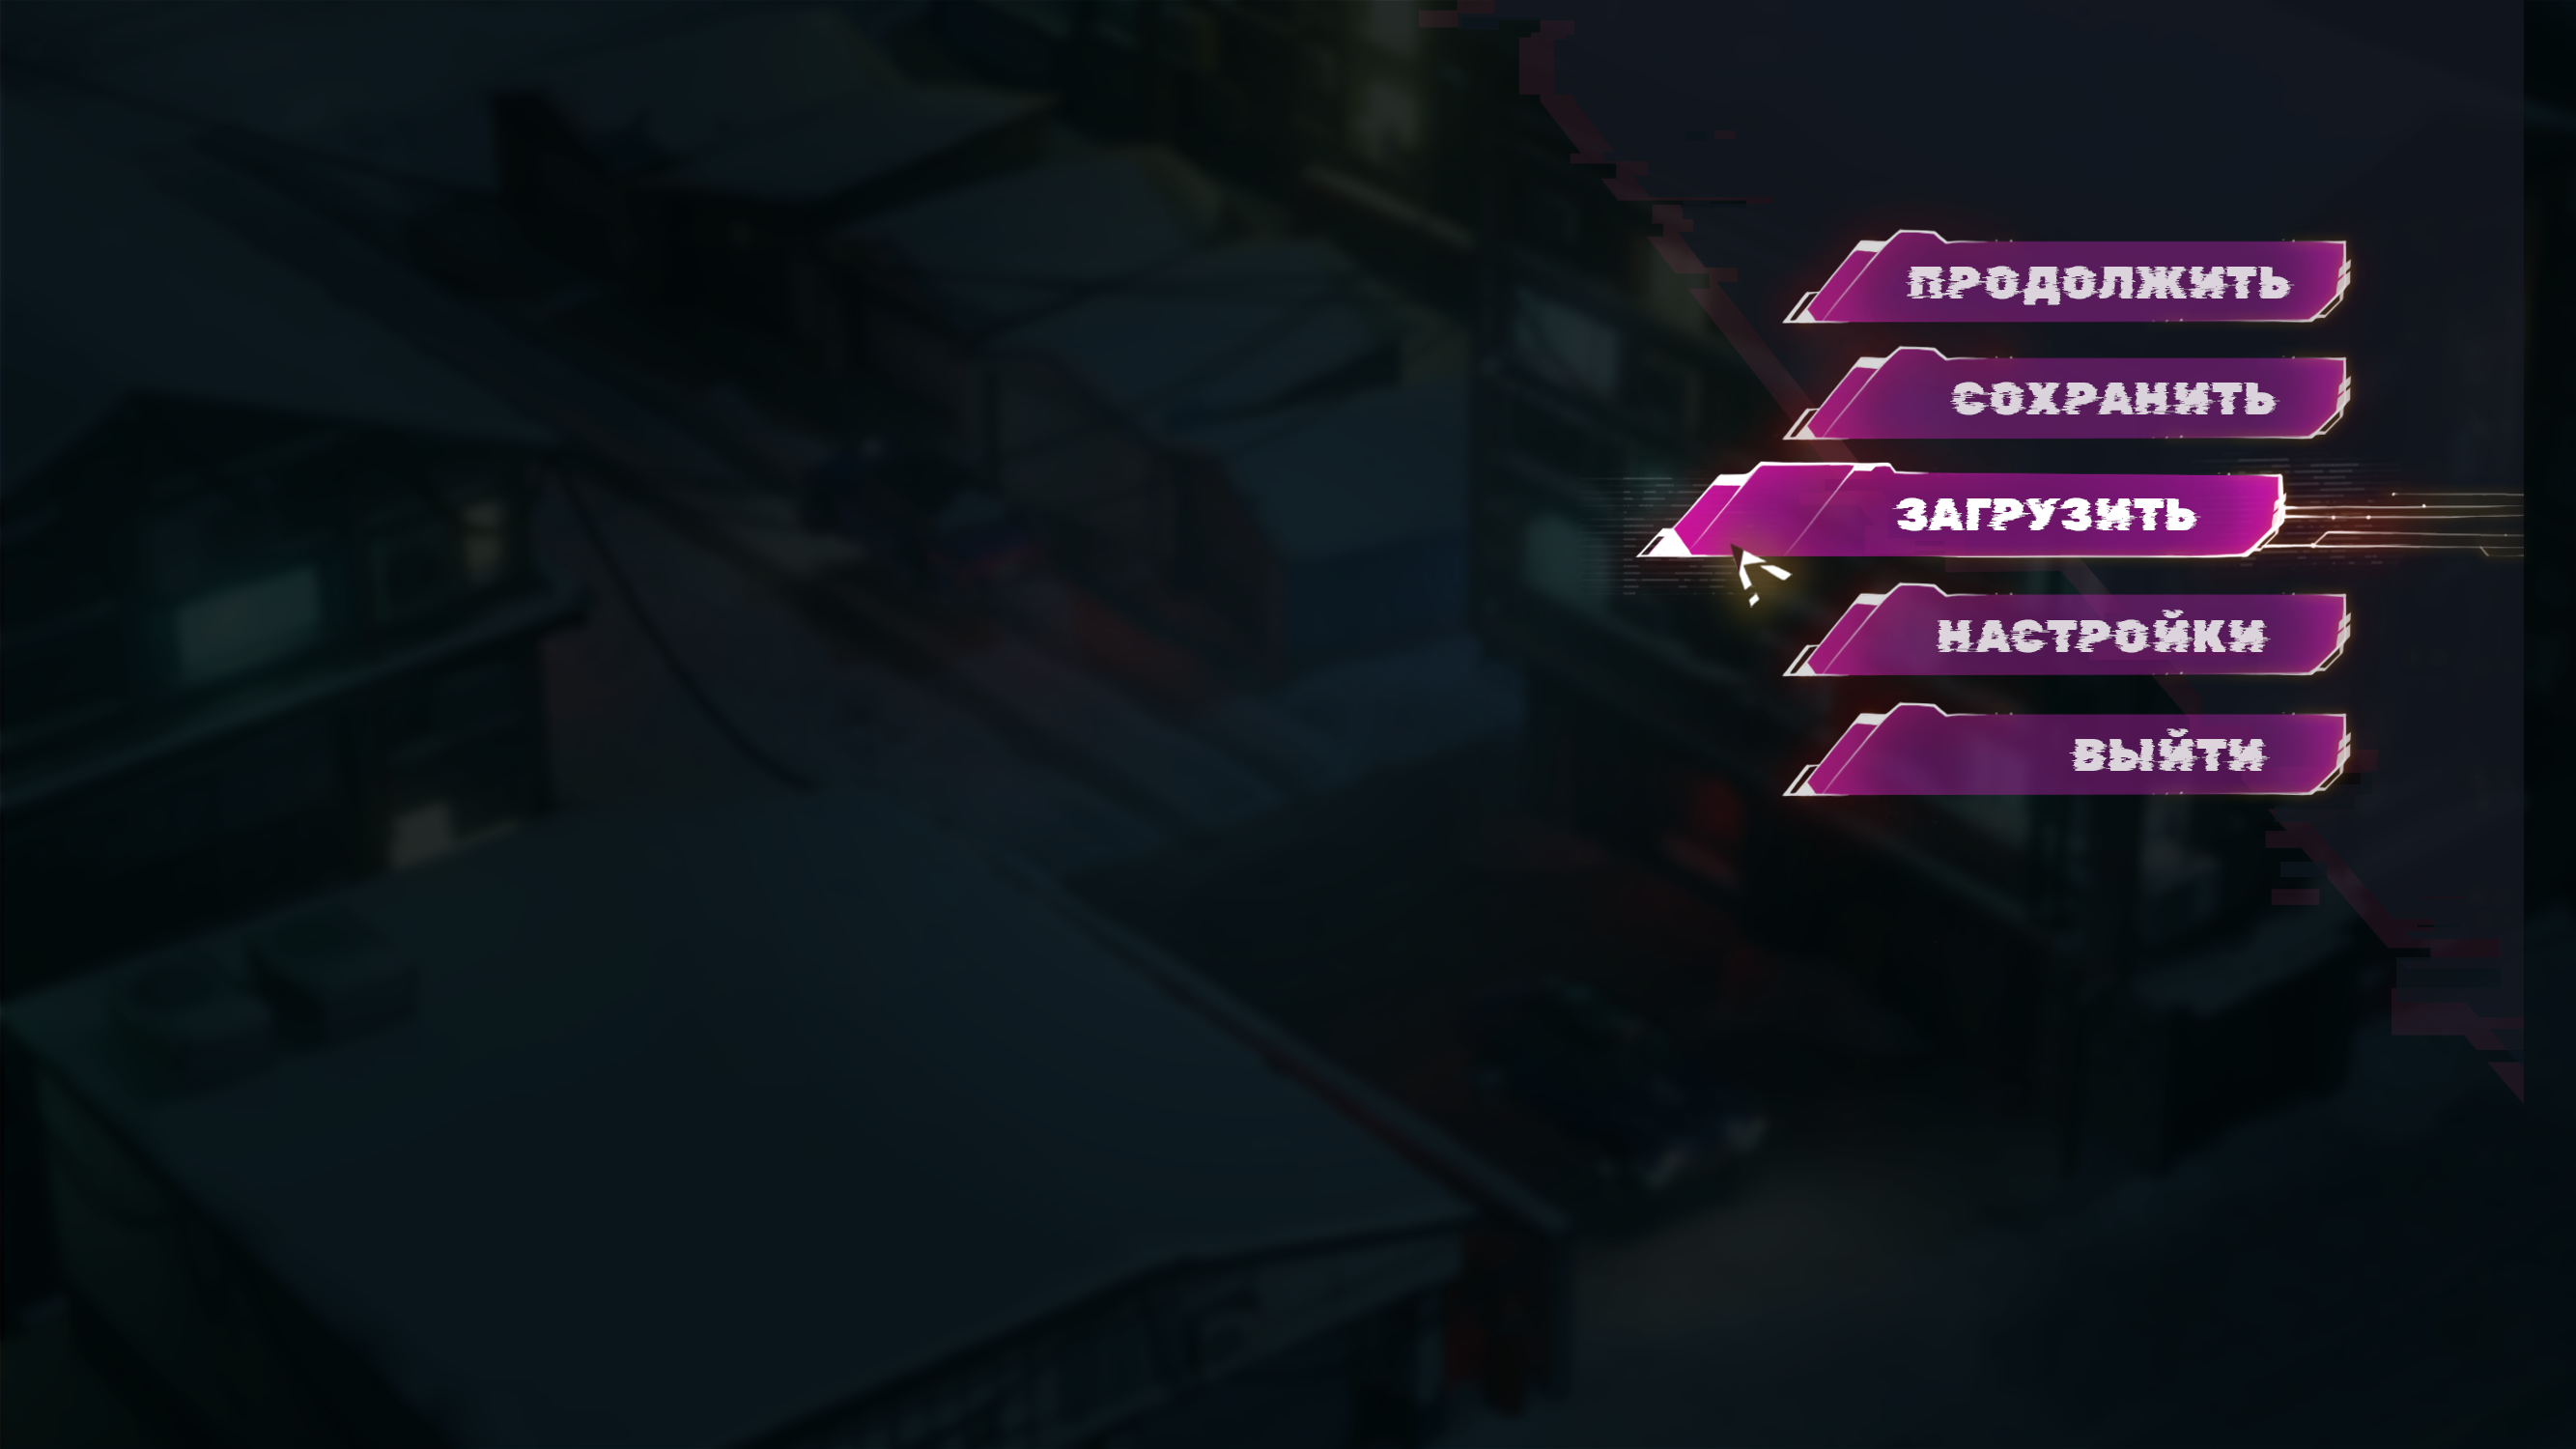 ПРОДОЛЖИТЬ
СОХРАНИТЬ
ЗАГРУЗИТЬ
НАСТРОЙКИ
ВЫЙТИ